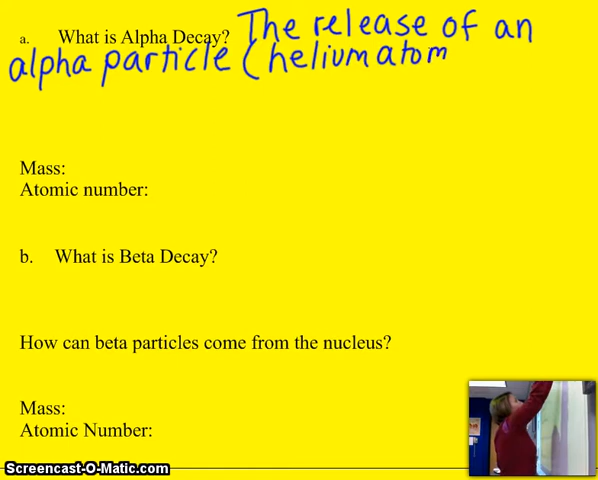 a. What is Alpha Decay? The release of an
alpha particle (helium atom
Mass:
Atomic number:
b. What is Beta Decay?
How can beta particles come from the nucleus?
Mass:
Atomic Number:
Screencast-O-Matic.com